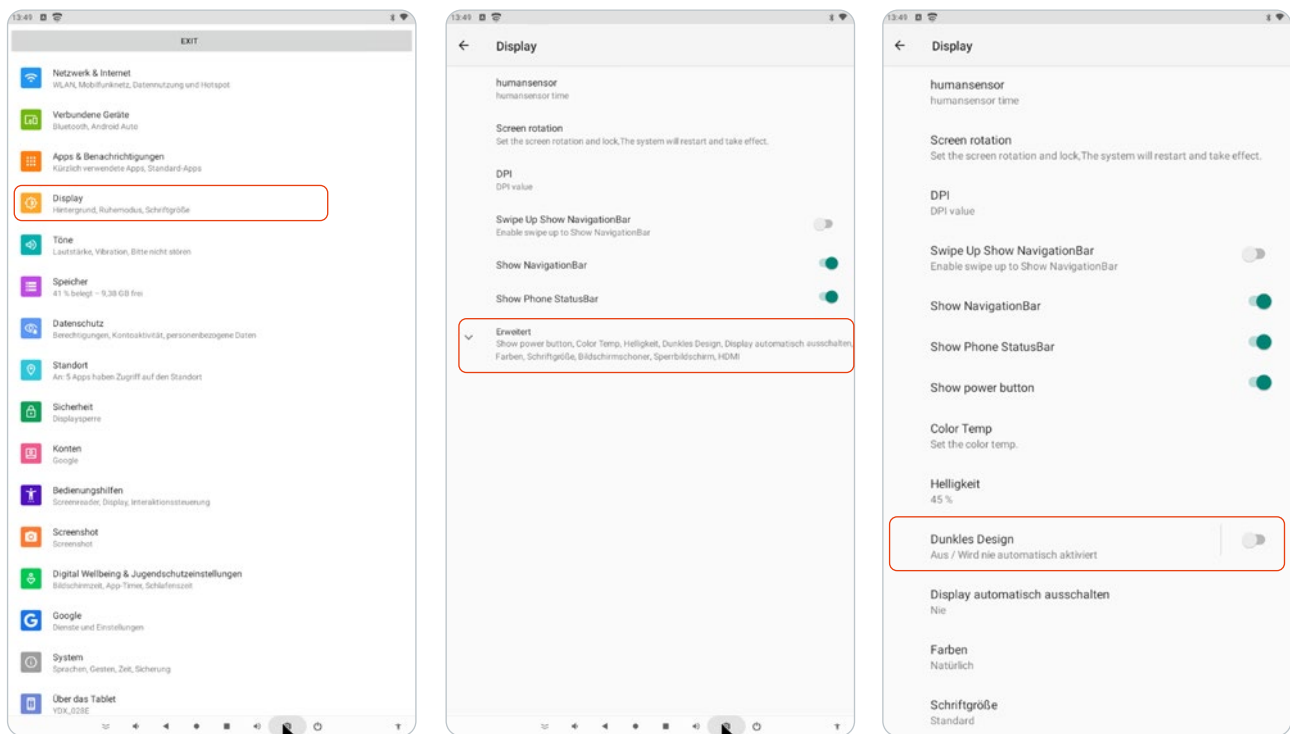 13:49
EXIT
Netzwerk & Internet
WLAN, Mobilfunknetz, Datennutzung und Hotspot
Verbundene Geräte
Bluetooth, Android Auto
Apps & Benachrichtigungen
Kürzlich verwendete Apps, Standard-Apps
Display
Hintergrund, Ruhemodus, Schriftgröße
Töne
Lautstärke, Vibration, Bitte nicht stören
Speicher
41 % belegt – 9,38 GB frei
Datenschutz
Berechtigungen, Kontoaktivität, personenbezogene Daten
Standort
An: 5 Apps haben Zugriff auf den Standort
Sicherheit
Displaysperre
Konten
Google
Bedienungshilfen
Screenreader, Display, Interaktionssteuerung
Screenshot
Screenshot
Digital Wellbeing & Jugendschutzeinstellungen
Bildschirmzeit, App-Timer, Schlafenszeit
Google
Dienste und Einstellungen
System
Sprachen, Gesten, Zeit, Sicherung
Über das Tablet
YDX_028E
13:49
Display
humansensor
humansensor time
Screen rotation
Set the screen rotation and lock,The system will restart and take effect.
DPI
DPI value
Swipe Up Show NavigationBar
Enable swipe up to Show NavigationBar
Show NavigationBar
Show Phone StatusBar
Erweitert
Show power button, Color Temp, Helligkeit, Dunkles Design, Display automatisch ausschalten,
Farben, Schriftgröße, Bildschirmschoner, Sperrbildschirm, HDMI
13:49
Display
humansensor
humansensor time
Screen rotation
Set the screen rotation and lock,The system will restart and take effect.
DPI
DPI value
Swipe Up Show NavigationBar
Enable swipe up to Show NavigationBar
Show NavigationBar
Show Phone StatusBar
Show power button
Color Temp
Set the color temp.
Helligkeit
45 %
Dunkles Design
Aus / Wird nie automatisch aktiviert
Display automatisch ausschalten
Nie
Farben
Natürlich
Schriftgröße
Standard